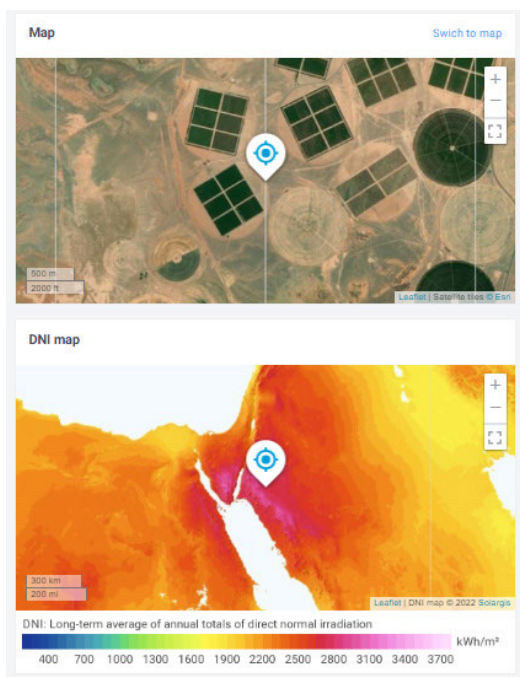 Map
Swich to map
+
−
500 m
2000 ft
Leaflet | Satellite tiles © Esri
DNI map
+
−
300 km
200 mi
Leaflet | DNI map © 2022 Solargis
DNI: Long-term average of annual totals of direct normal irradiation
kWh/m²
400 700 1000 1300 1600 1900 2200 2500 2800 3100 3400 3700